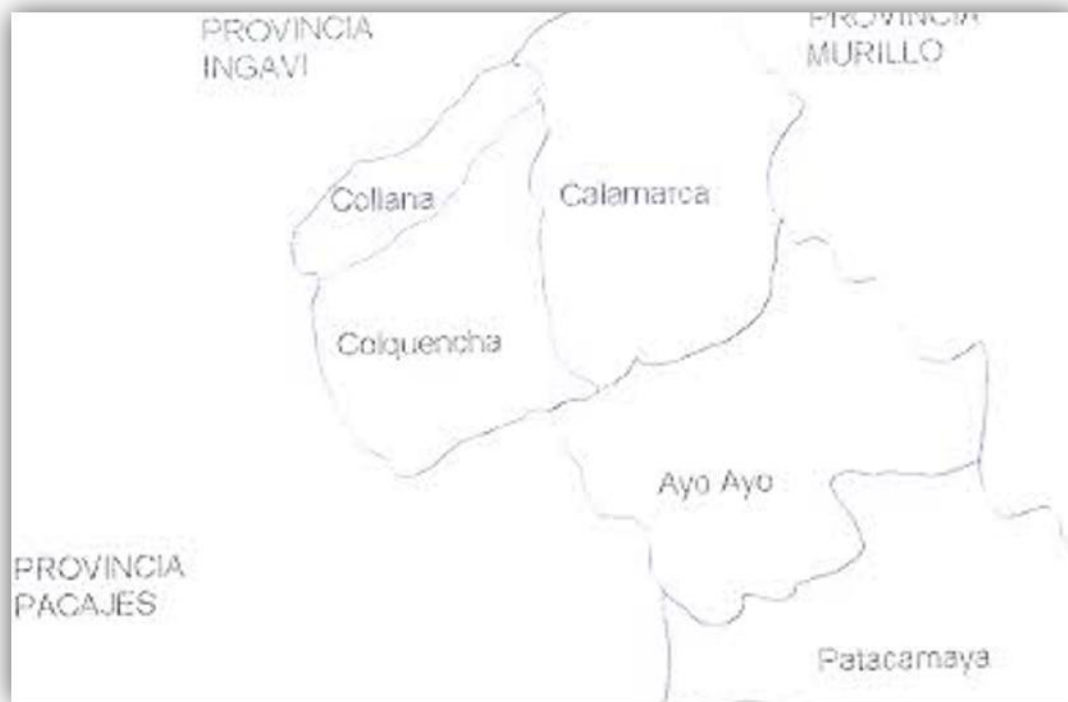 PROVINCIA
INGAVI
PROVINCIA
MURILLO
Collana
Calamarca
Colquencha
Ayo Ayo
PROVINCIA
PACAJES
Patacamaya